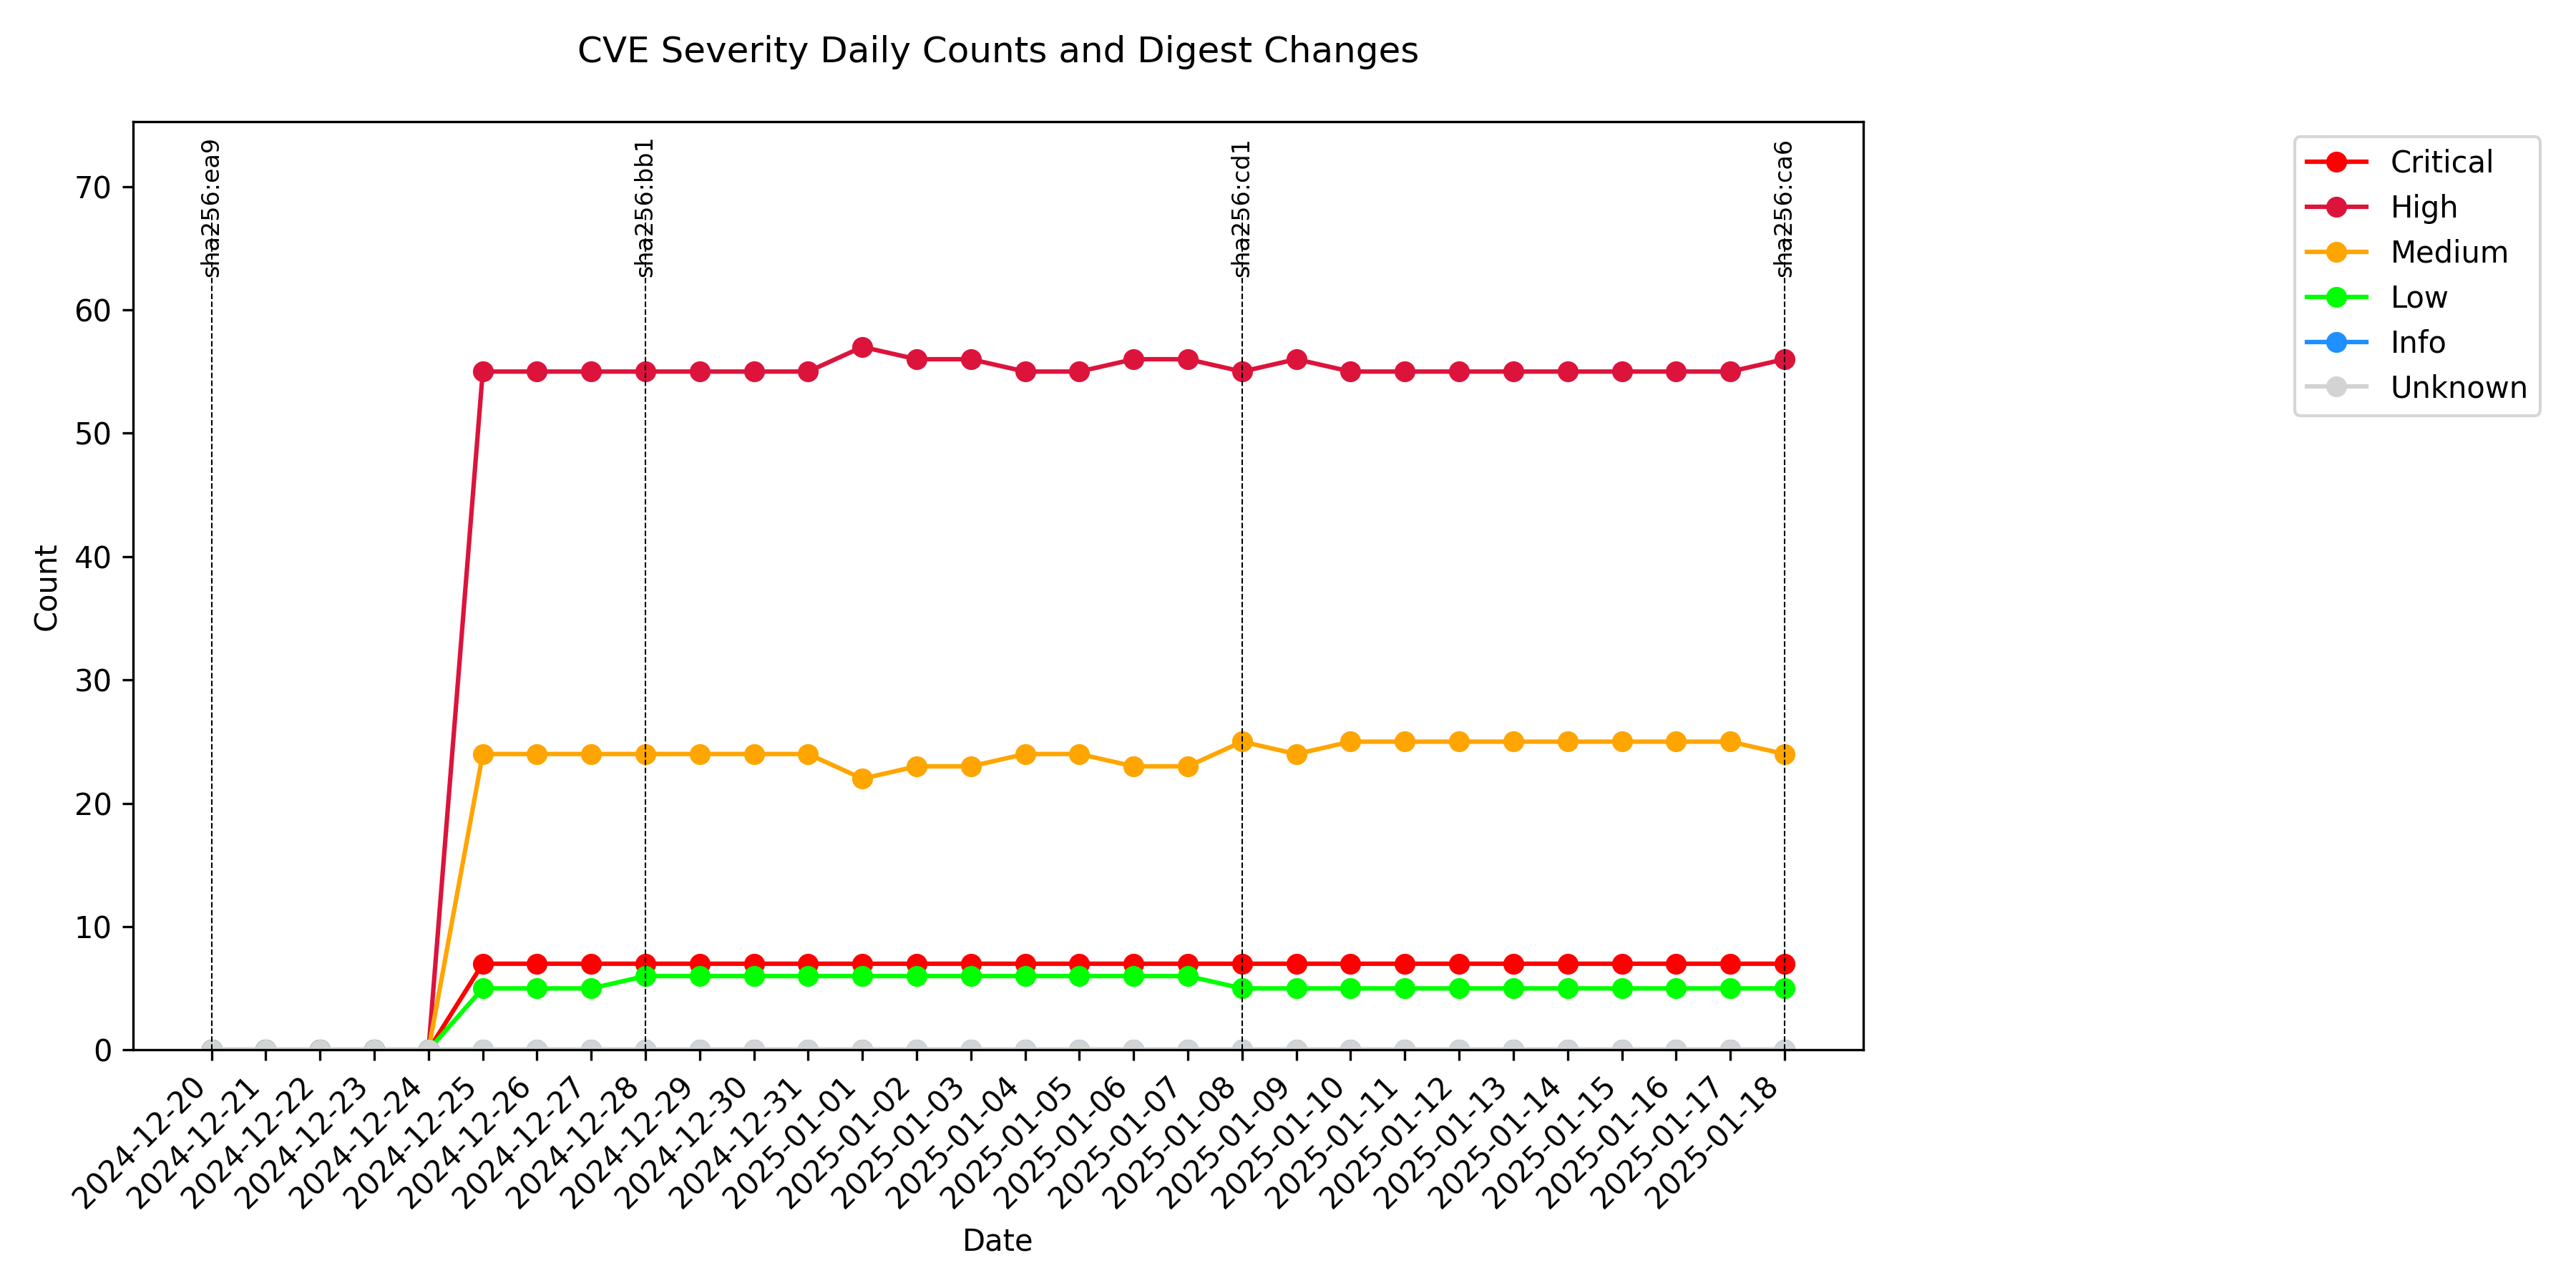 CVE Severity Daily Counts and Digest Changes
sha256:ea9
sha256:bb1
sha256:cd1
sha256:ca6
Critical
High
Medium
Low
Info
Unknown
Count
70
60
50
40
30
20
10
0
2024-12-20
2024-12-21
2024-12-22
2024-12-23
2024-12-24
2024-12-25
2024-12-26
2024-12-27
2024-12-28
2024-12-29
2024-12-30
2024-12-31
2025-01-01
2025-01-02
2025-01-03
2025-01-04
2025-01-05
2025-01-06
2025-01-07
2025-01-08
2025-01-09
2025-01-10
2025-01-11
2025-01-12
2025-01-13
2025-01-14
2025-01-15
2025-01-16
2025-01-17
2025-01-18
Date